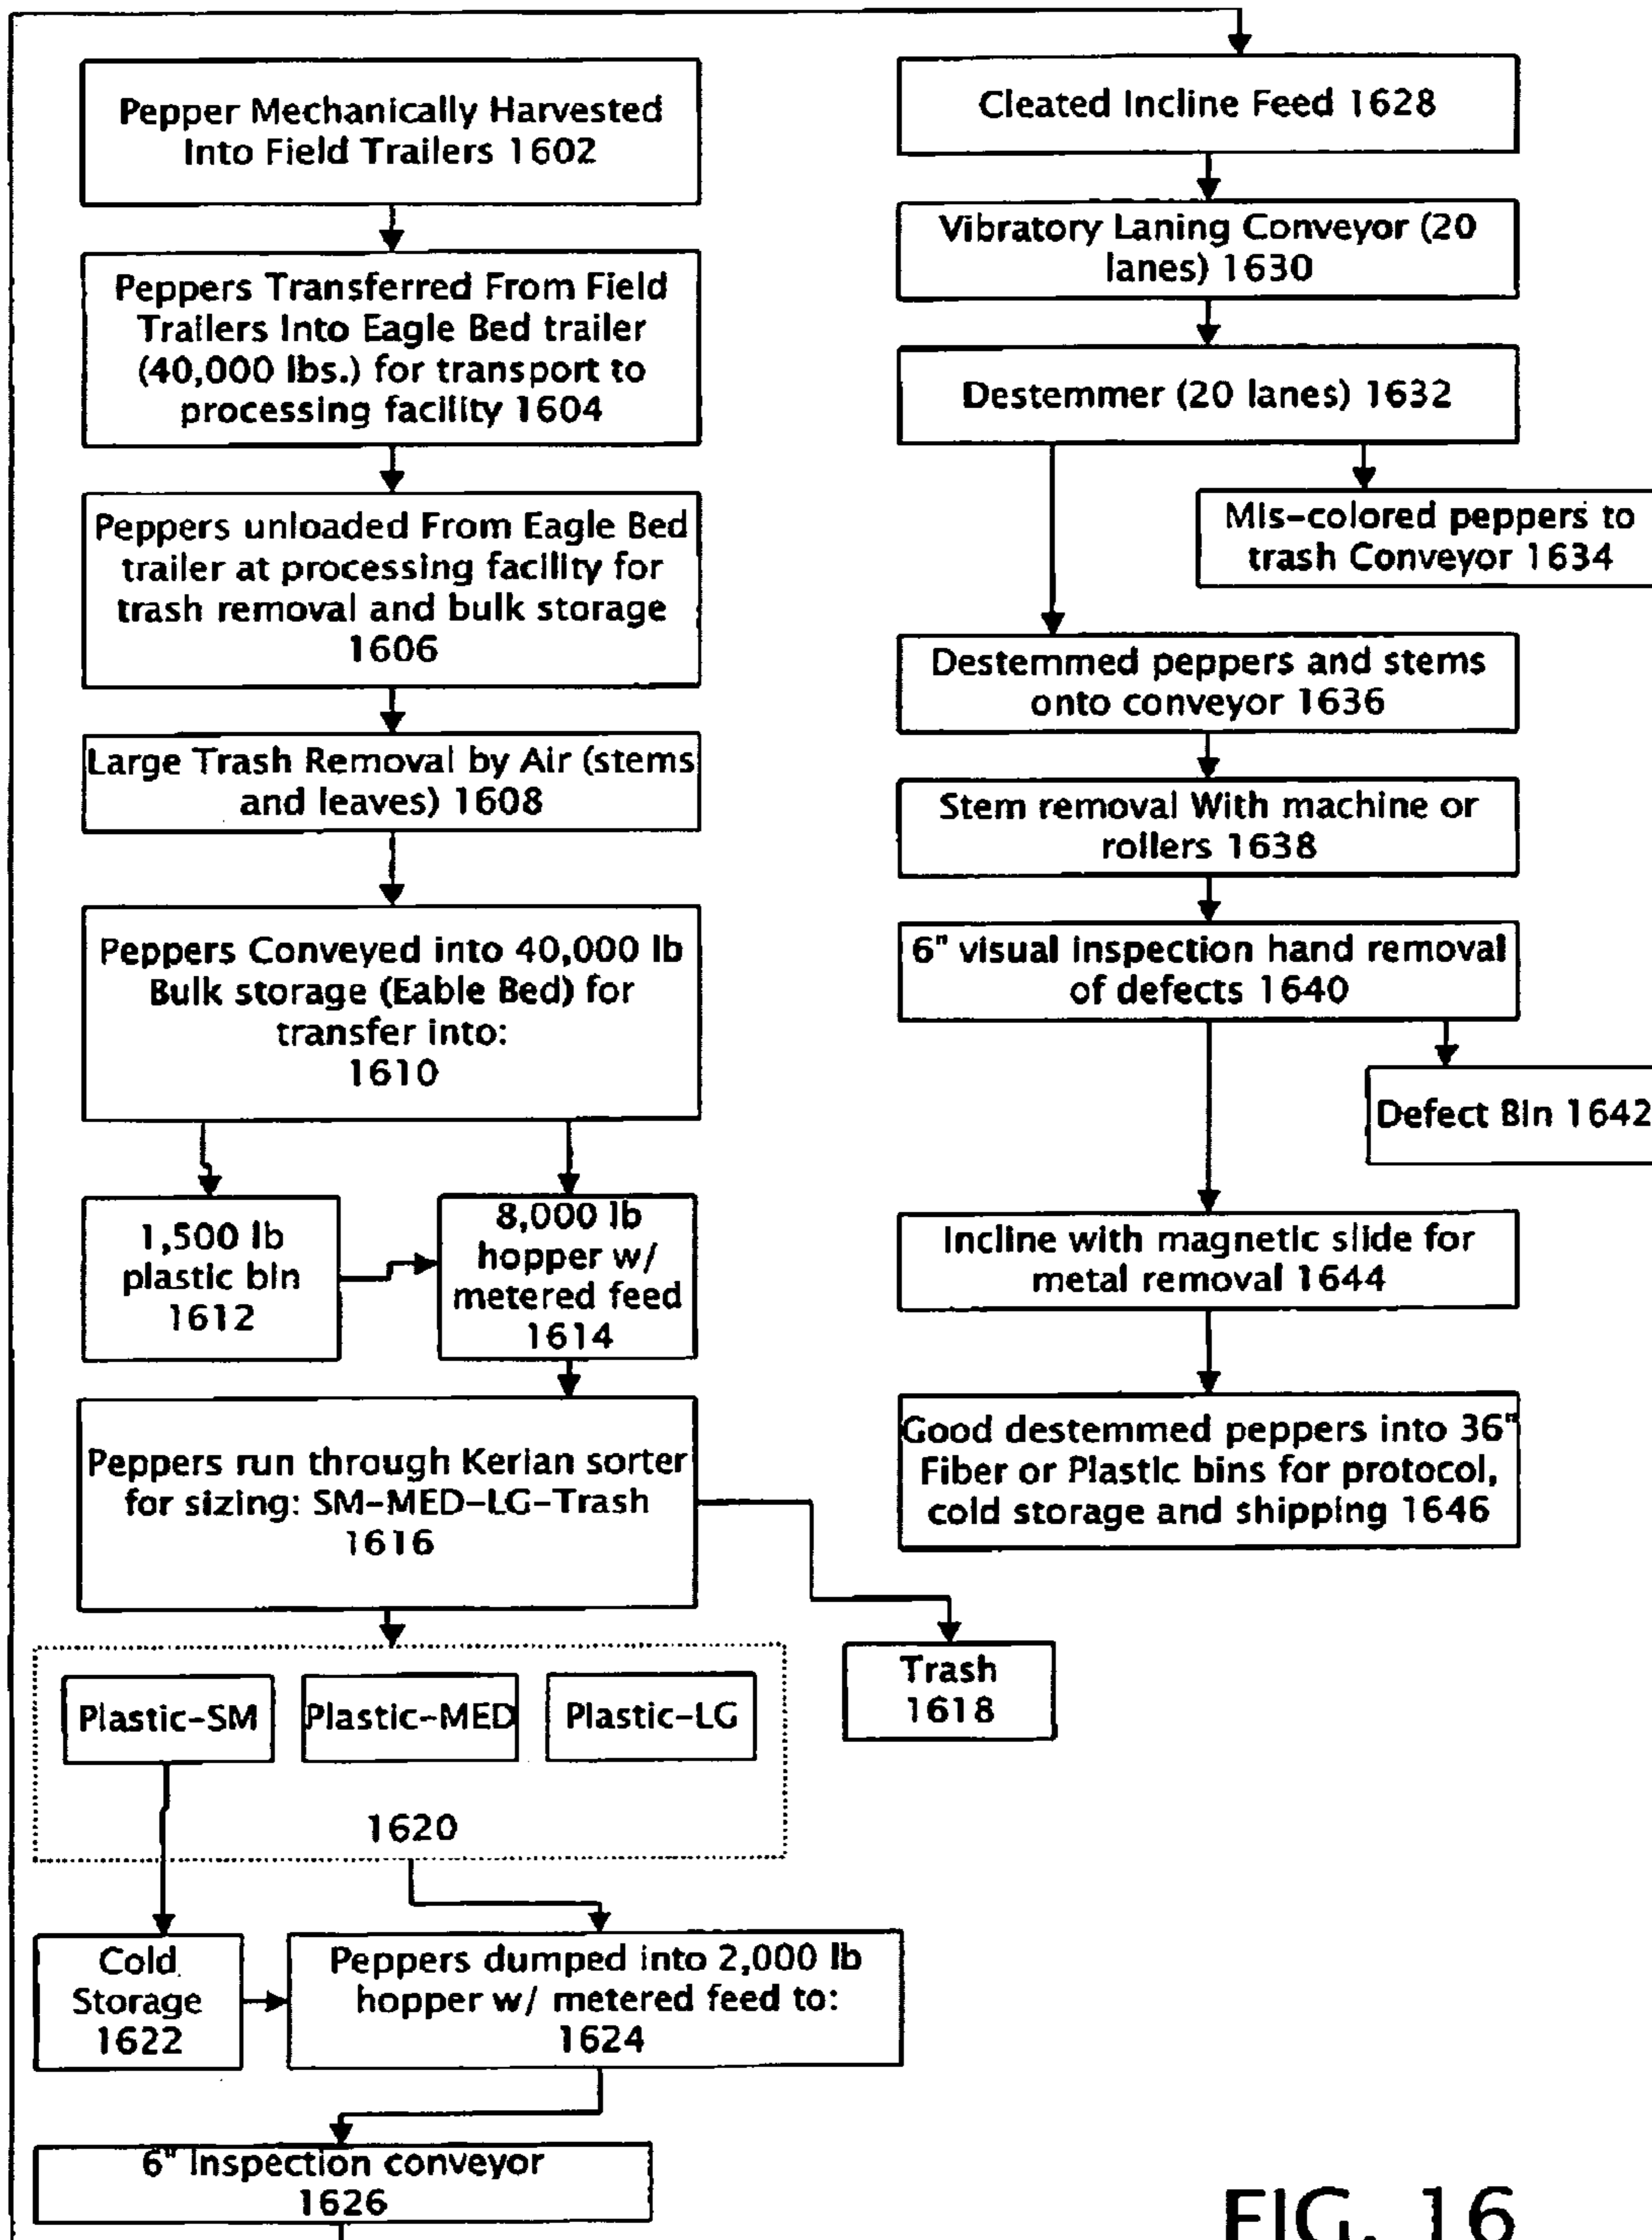 Pepper Mechanically Harvested
Into Field Trailers 1602
Peppers Transferred From Field
Trailers Into Eagle Bed trailer
(40,000 lbs.) for transport to
processing facility 1604
Peppers unloaded From Eagle Bed
trailer at processing facility for
trash removal and bulk storage
1606
Large Trash Removal by Air (stems
and leaves) 1608
Peppers Conveyed into 40,000 lb
Bulk storage (Eable Bed) for
transfer into:
1610
1,500 lb
plastic bin
1612
8,000 lb
hopper w/
metered feed
1614
Peppers run through Kerian sorter
for sizing: SM-MED-LG-Trash
1616
Trash
1618
Plastic-SM
Plastic-MED
Plastic-LG
1620
Cold
Storage
1622
Peppers dumped into 2,000 lb
hopper w/ metered feed to:
1624
6" Inspection conveyor
1626
Cleated Incline Feed 1628
Vibratory Laning Conveyor (20
lanes) 1630
Destemmer (20 lanes) 1632
Mis-colored peppers to
trash Conveyor 1634
Destemmed peppers and stems
onto conveyor 1636
Stem removal With machine or
rollers 1638
6" visual inspection hand removal
of defects 1640
Defect Bin 1642
Incline with magnetic slide for
metal removal 1644
Good destemmed peppers into 36"
Fiber or Plastic bins for protocol,
cold storage and shipping 1646
FIG. 16